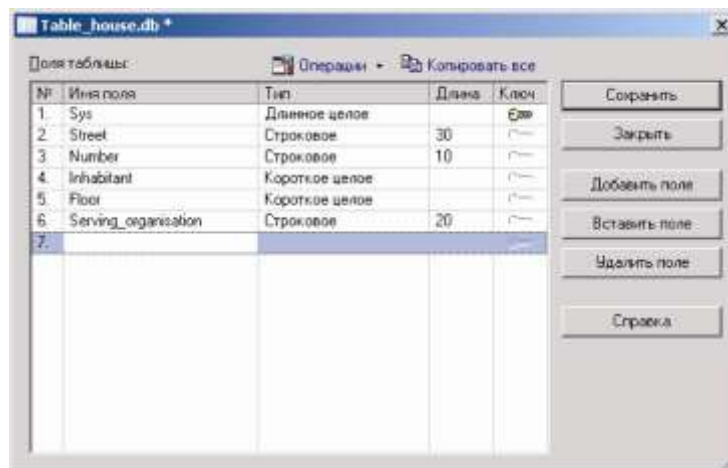 Table_house.db *
Поля таблицы: Операции Копировать все
№ Имя поля Тип Длина Ключ
1. Sys Длинное целое
2 Street Строковое 30
3 Number Строковое 10
4. Inhabitant Короткое целое
5. Floor Короткое целое
6. Serving_organisation Строковое 20
7.
Сохранить
Закрыть
Добавить поле
Вставить поле
Удалить поле
Справка